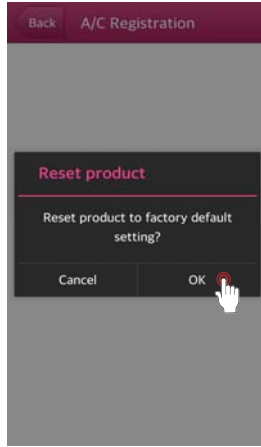 Back
A/C Registration
Reset product
Reset product to factory default
setting?
Cancel
OK